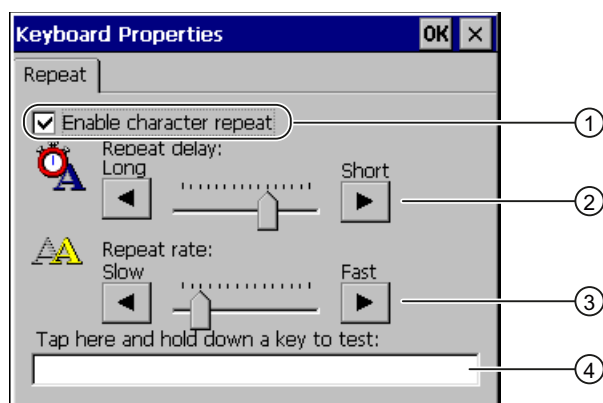 Keyboard Properties OK ×
Repeat
Enable character repeat 1
Repeat delay:
Long Short
2
Repeat rate:
Slow Fast
3
Tap here and hold down a key to test:
4